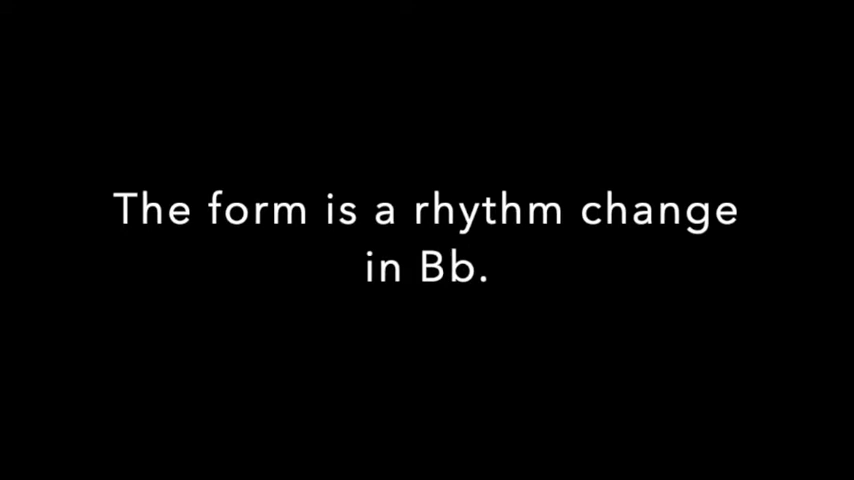 The form is a rhythm change
in Bb.